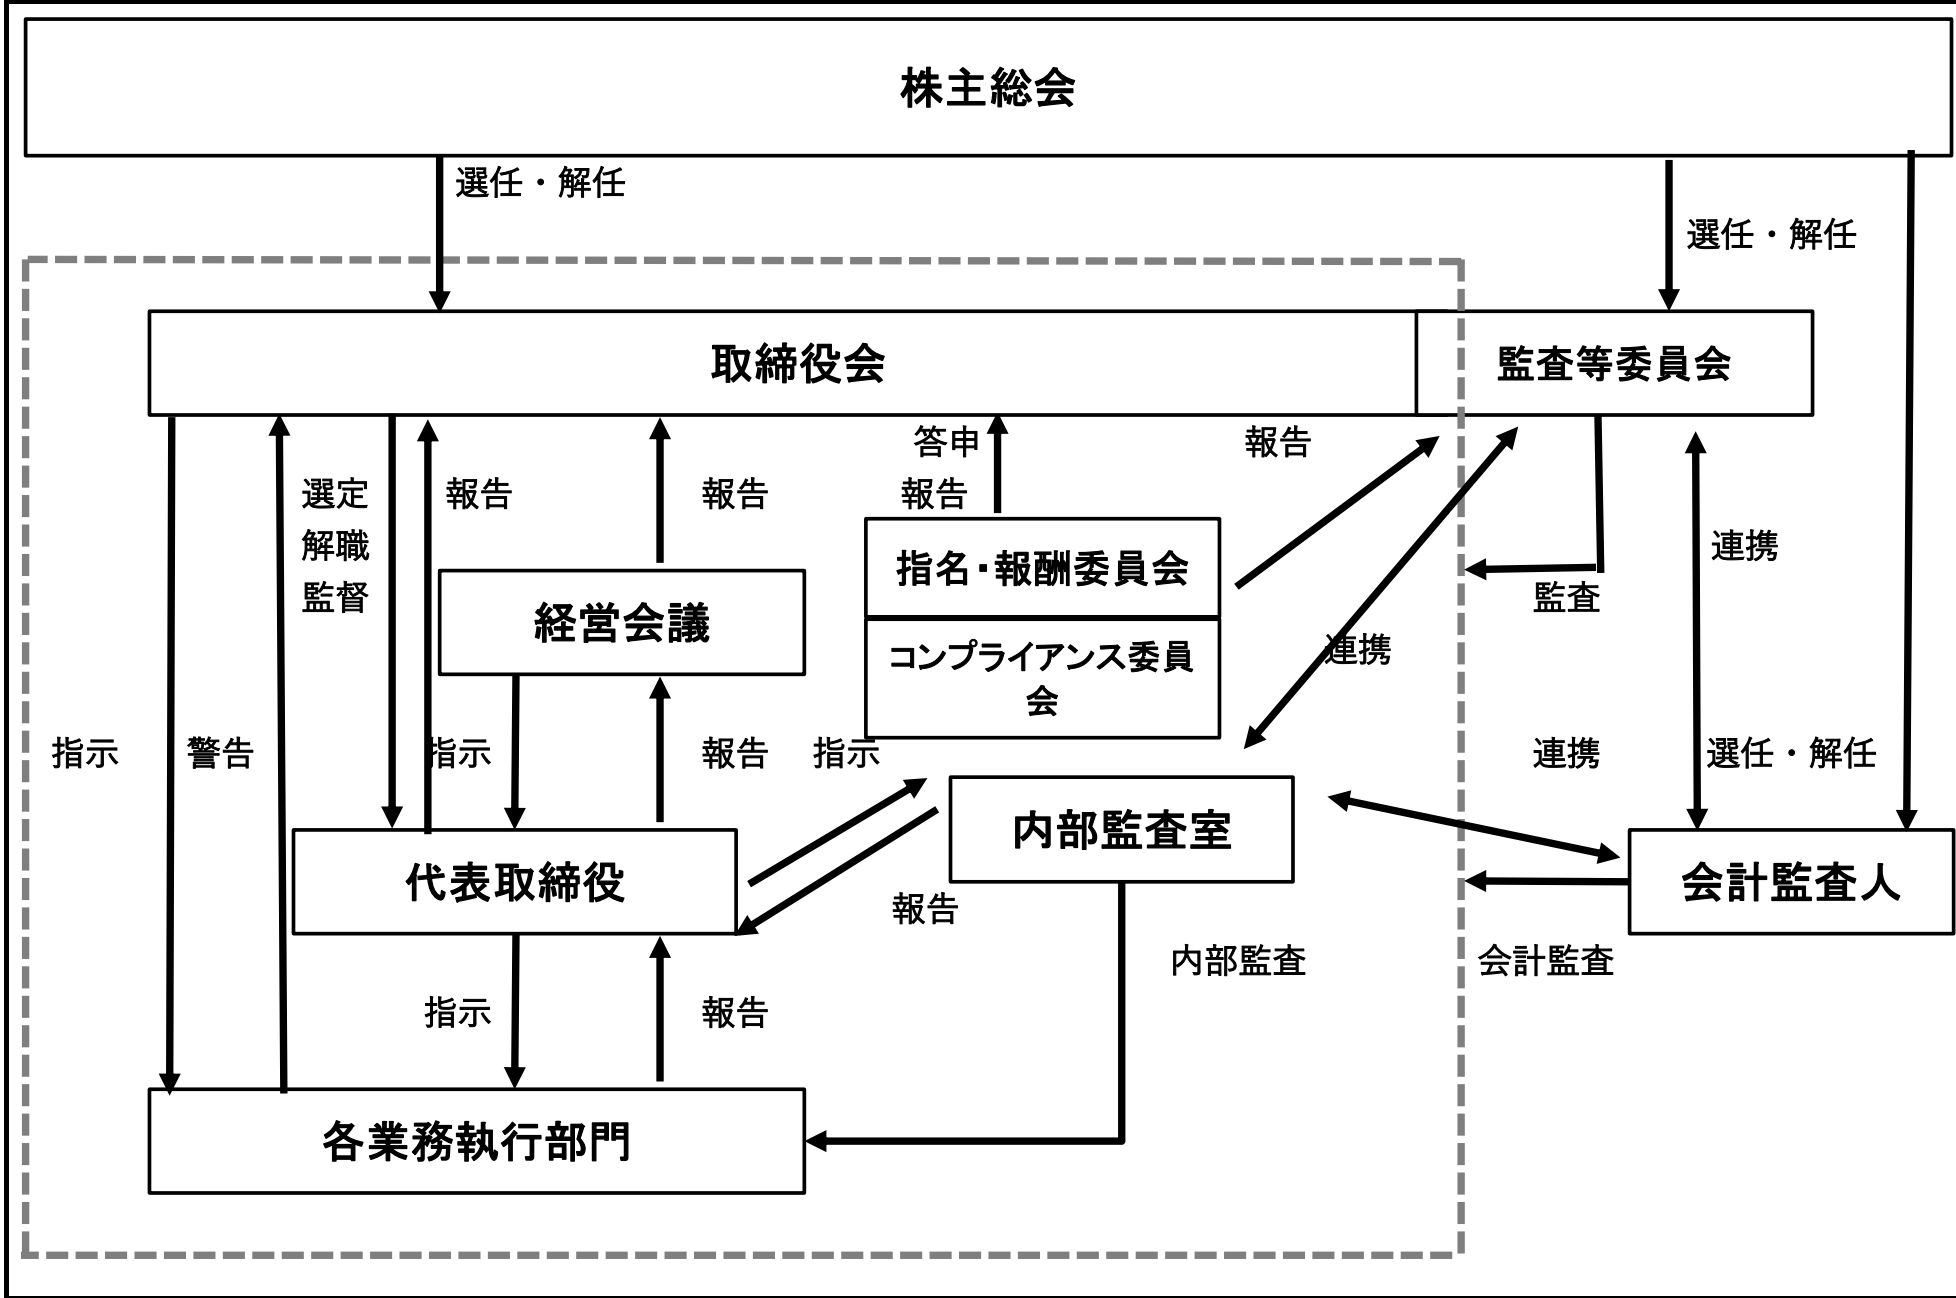 株主総会
選任・解任
選任・解任
取締役会
監査等委員会
答申
報告
報告
選定
報告
報告
解職
連携
指名・報酬委員会
監督
監査
経営会議
連携
コンプライアンス委員
会
指示
警告
指示
報告
指示
連携
選任・解任
内部監査室
代表取締役
会計監査人
報告
内部監査
会計監査
指示
報告
各業務執行部門